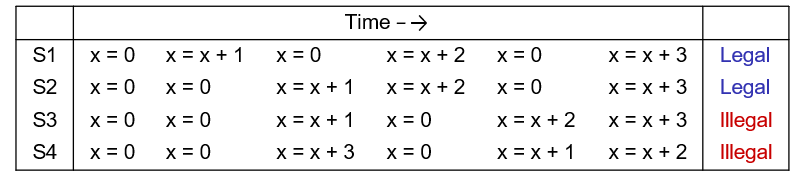 Time – →
S1 x = 0 x = x + 1 x = 0 x = x + 2 x = 0 x = x + 3 Legal
S2 x = 0 x = 0 x = x + 1 x = x + 2 x = 0 x = x + 3 Legal
S3 x = 0 x = 0 x = x + 1 x = 0 x = x + 2 x = x + 3 Illegal
S4 x = 0 x = 0 x = x + 3 x = 0 x = x + 1 x = x + 2 Illegal